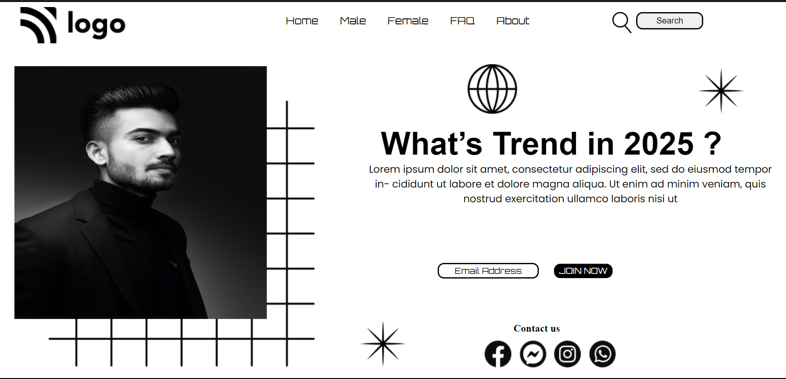 logo
Home Male Female FAQ About
Search
What's Trend in 2025 ?
Lorem ipsum dolor sit amet, consectetur adipiscing elit, sed do eiusmod tempor
in- cididunt ut labore et dolore magna aliqua. Ut enim ad minim veniam, quis
nostrud exercitation ullamco laboris nisi ut
Email Address JOIN NOW
Contact us